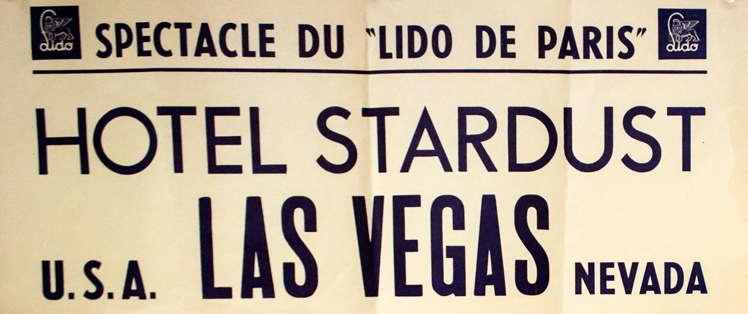 Lido SPECTACLE DU "LIDO DE PARIS" Lido
HOTEL STARDUST
U.S.A. LAS VEGAS NEVADA